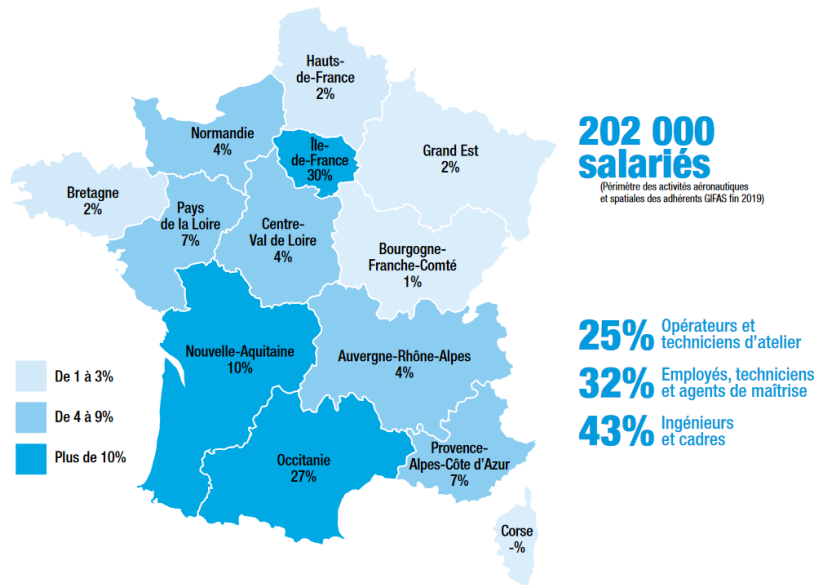 Hauts-
de-France
2%
Normandie
4%
Île-
de-France
30%
Grand Est
2%
Bretagne
2%
Pays
de la Loire
7%
Centre-
Val de Loire
4%
Bourgogne-
Franche-Comté
1%
Nouvelle-Aquitaine
10%
Auvergne-Rhône-Alpes
4%
Occitanie
27%
Provence-
Alpes-Côte d'Azur
7%
Corse
-%
De 1 à 3%
De 4 à 9%
Plus de 10%
202 000
salariés
(Périmètre des activités aéronautiques
et spatiales des adhérents GIFAS fin 2019)
25% Opérateurs et
techniciens d'atelier
32% Employés, techniciens
et agents de maîtrise
43% Ingénieurs
et cadres